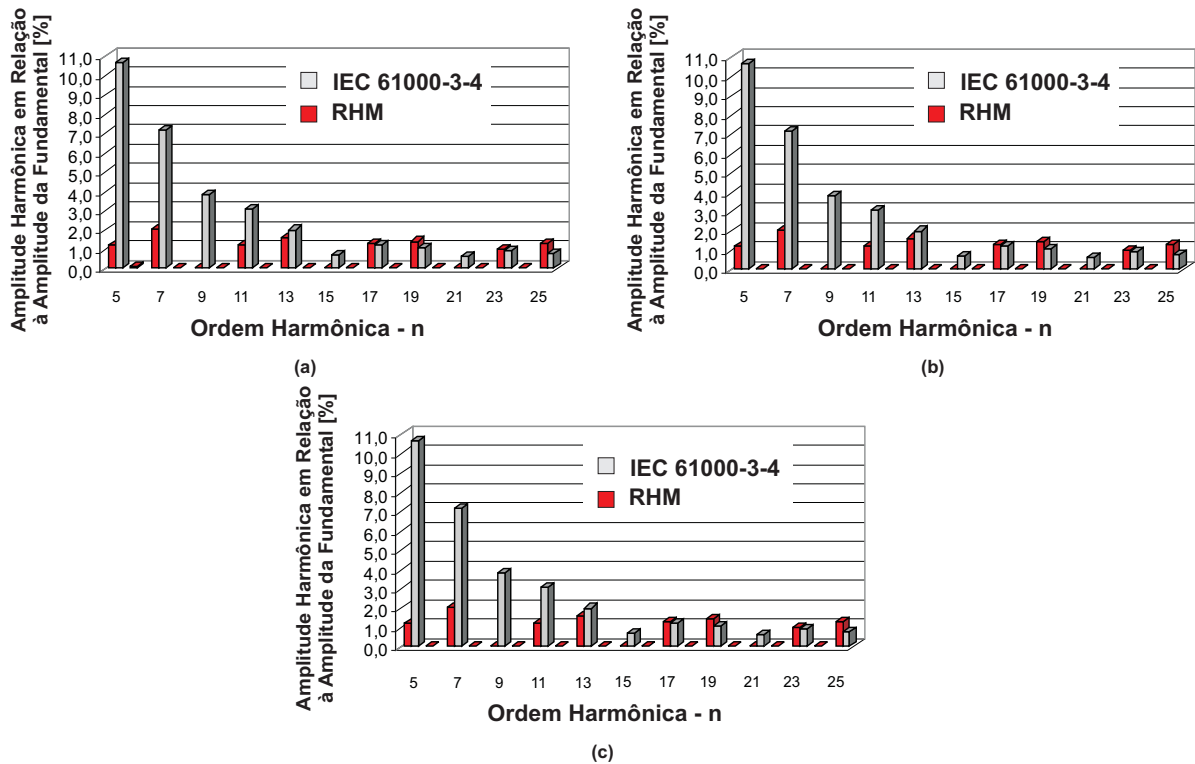 Amplitude Harmônica em Relação
à Amplitude da Fundamental [%]
11,0
10,0
9,0
8,0
7,0
6,0
5,0
4,0
3,0
2,0
1,0
0,0
IEC 61000-3-4
RHM
5 7 9 11 13 15 17 19 21 23 25
Ordem Harmônica - n
(a)
Amplitude Harmônica em Relação
à Amplitude da Fundamental [%]
11,0
10,0
9,0
8,0
7,0
6,0
5,0
4,0
3,0
2,0
1,0
0,0
IEC 61000-3-4
RHM
5 7 9 11 13 15 17 19 21 23 25
Ordem Harmônica - n
(b)
Amplitude Harmônica em Relação
à Amplitude da Fundamental [%]
11,0
10,0
9,0
8,0
7,0
6,0
5,0
4,0
3,0
2,0
1,0
0,0
IEC 61000-3-4
RHM
5 7 9 11 13 15 17 19 21 23 25
Ordem Harmônica - n
(c)